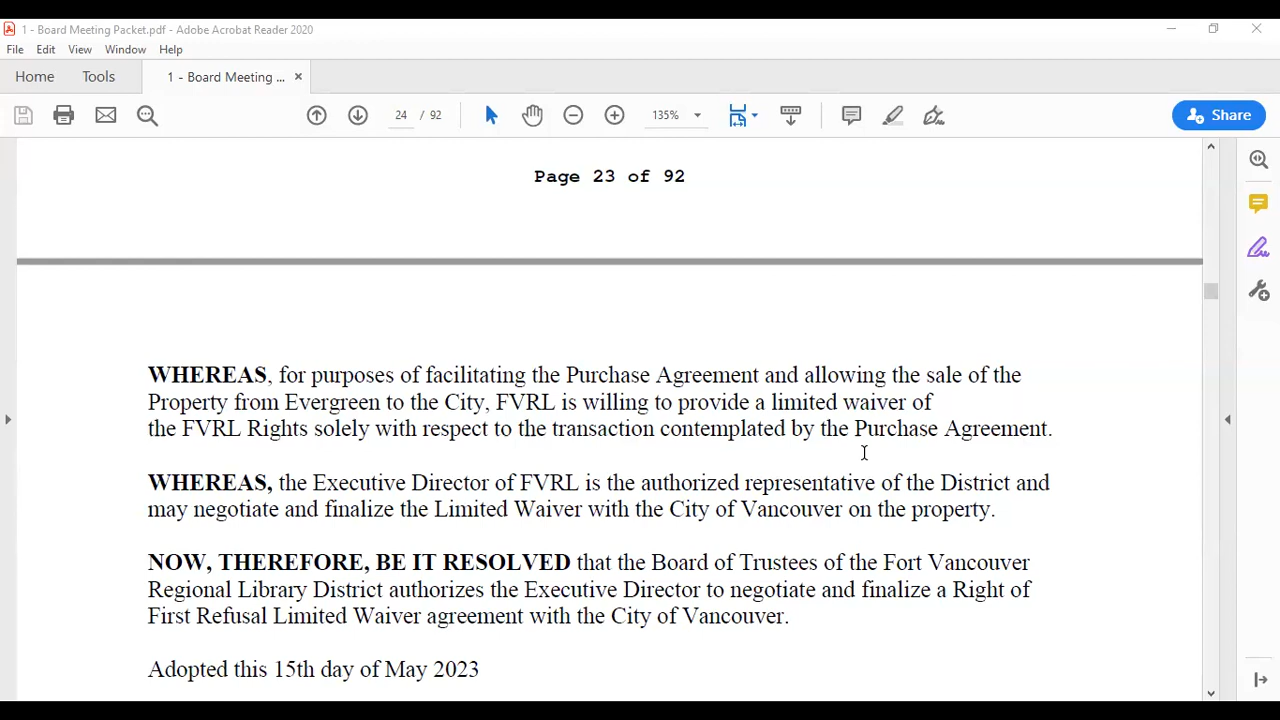 1 - Board Meeting Packet.pdf - Adobe Acrobat Reader 2020
File Edit View Window Help
Home Tools 1 - Board Meeting ... ×
24 / 92 135% Share
Page 23 of 92
WHEREAS, for purposes of facilitating the Purchase Agreement and allowing the sale of the
Property from Evergreen to the City, FVRL is willing to provide a limited waiver of
the FVRL Rights solely with respect to the transaction contemplated by the Purchase Agreement.
WHEREAS, the Executive Director of FVRL is the authorized representative of the District and
may negotiate and finalize the Limited Waiver with the City of Vancouver on the property.
NOW, THEREFORE, BE IT RESOLVED that the Board of Trustees of the Fort Vancouver
Regional Library District authorizes the Executive Director to negotiate and finalize a Right of
First Refusal Limited Waiver agreement with the City of Vancouver.
Adopted this 15th day of May 2023